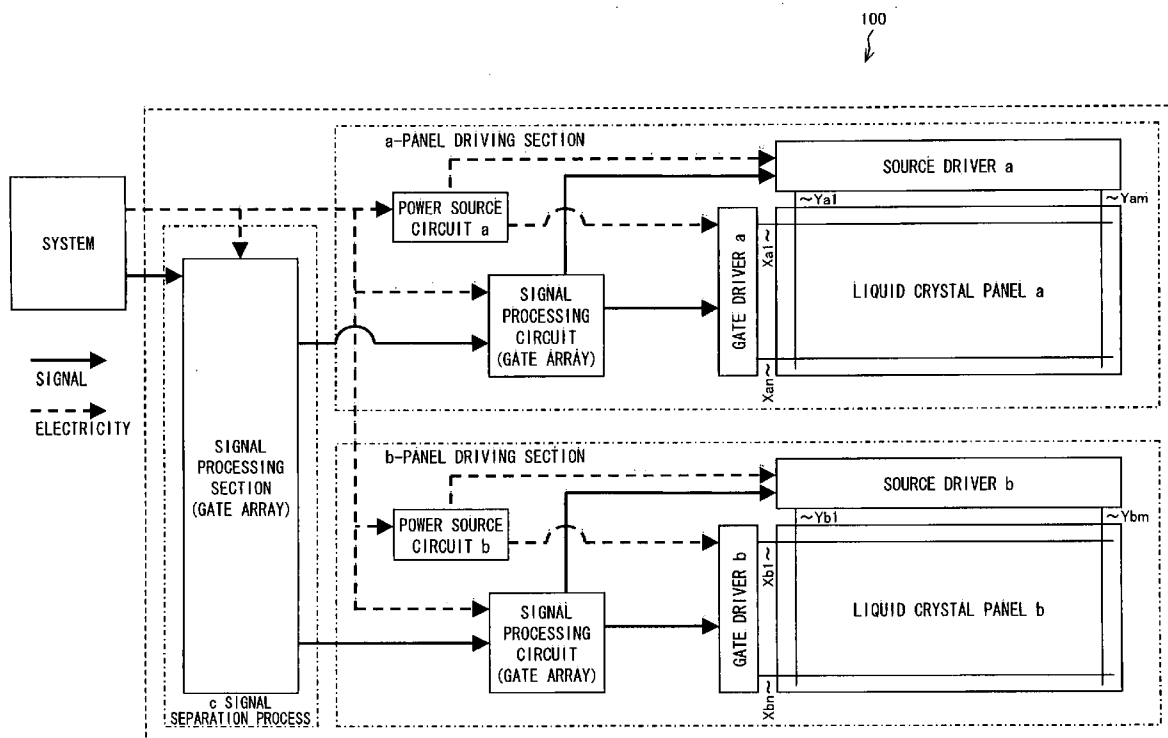 100
a-PANEL DRIVING SECTION
SOURCE DRIVER a
~Ya1
~Yam
SYSTEM
POWER SOURCE
CIRCUIT a
GATE DRIVER a
Xa1~
Xan~
LIQUID CRYSTAL PANEL a
SIGNAL
PROCESSING
CIRCUIT
(GATE ARRAY)
SIGNAL
ELECTRICITY
SIGNAL
PROCESSING
SECTION
(GATE ARRAY)
c SIGNAL
SEPARATION PROCESS
b-PANEL DRIVING SECTION
SOURCE DRIVER b
~Yb1
~Ybm
POWER SOURCE
CIRCUIT b
GATE DRIVER b
Xb1~
Xbn~
LIQUID CRYSTAL PANEL b
SIGNAL
PROCESSING
CIRCUIT
(GATE ARRAY)